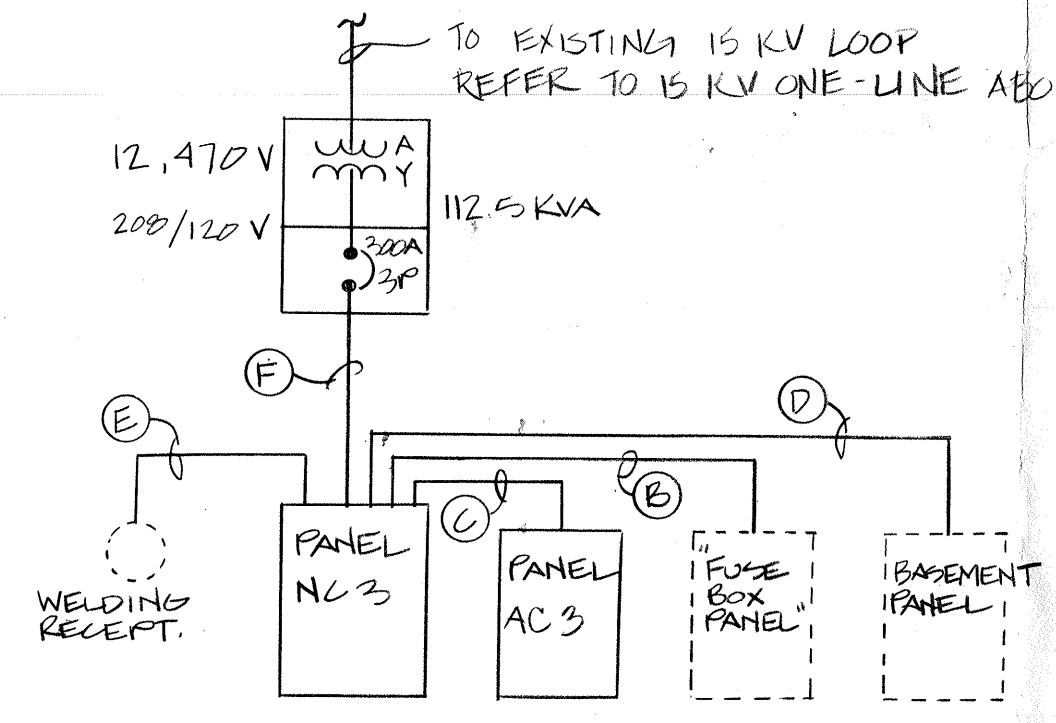 TO EXISTING 15 KV LOOP
REFER TO 15 KV ONE-LINE
12,470 V
A
Y
112.5 KVA
208/120 V
300A
3P
F
E
D
B
C
PANEL
NC3
PANEL
AC3
"FUSE
BOX
PANEL"
BASEMENT
PANEL
WELDING
RECEPT.